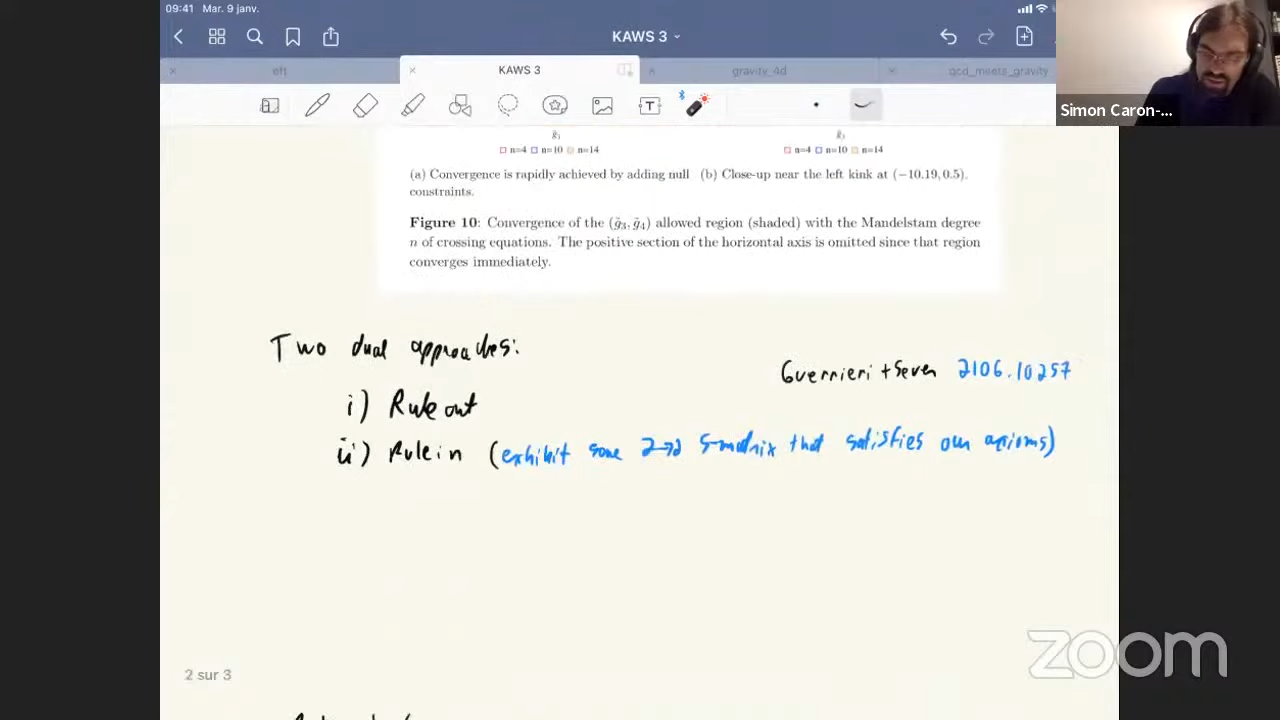 09:41 Mar. 9 janv.
KAWS 3
eft
KAWS 3
gravity_4d
qcd_meets_gravity
Simon Caron-...
g̃₃
g̃₃
n=4 n=10 n=14
n=4 n=10 n=14
(a) Convergence is rapidly achieved by adding null constraints.
(b) Close-up near the left kink at (−10.19, 0.5).
Figure 10: Convergence of the (g̃₃, g̃₄) allowed region (shaded) with the Mandelstam degree
n of crossing equations. The positive section of the horizontal axis is omitted since that region
converges immediately.
Two dual approaches:
Guerrieri + Sever 2106.10257
i) Rule out
ii) Rule in (exhibit some 2→2 S-matrix that satisfies our axioms)
2 sur 3
zoom